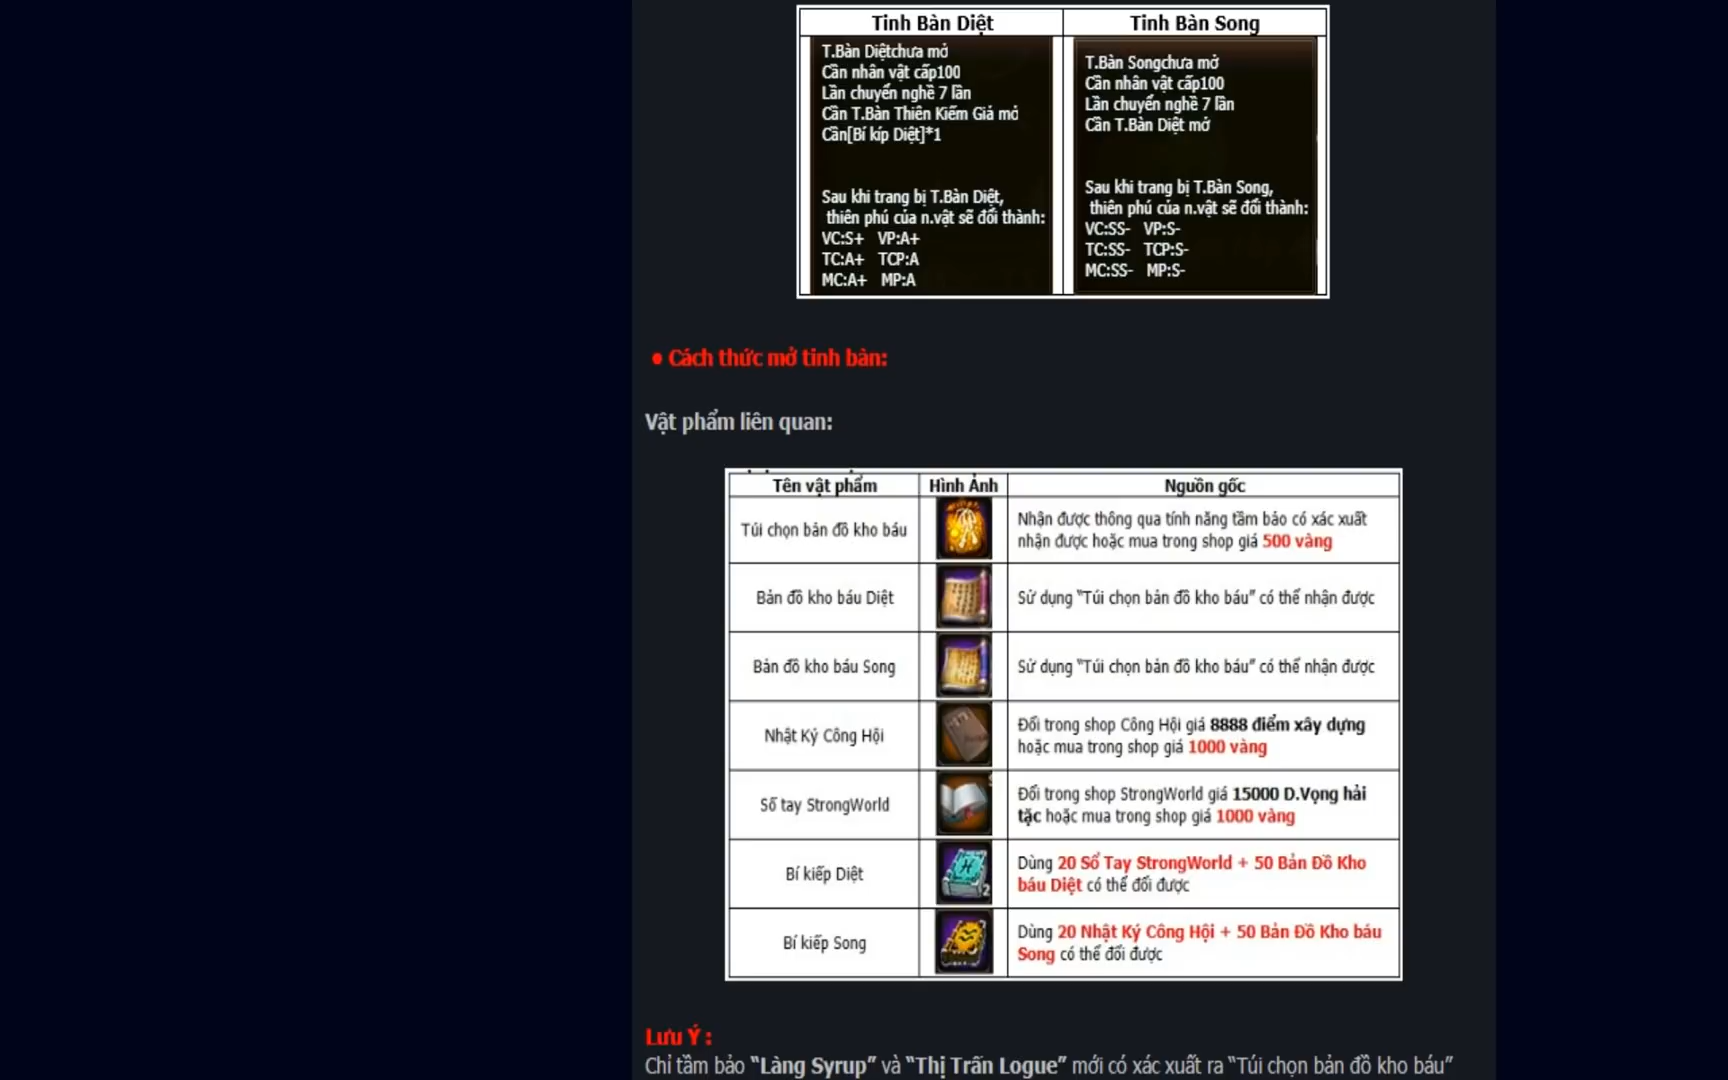 Tinh Bàn Diệt
Tinh Bàn Song
T.Bàn Diệtchưa mở
Cần nhân vật cấp100
Lần chuyển nghề 7 lần
Cần T.Bàn Thiên Kiếm Giả mở
Cần[Bí kíp Diệt]*1
Sau khi trang bị T.Bàn Diệt,
thiên phú của n.vật sẽ đổi thành:
VC:S+ VP:A+
TC:A+ TCP:A
MC:A+ MP:A
T.Bàn Songchưa mở
Cần nhân vật cấp100
Lần chuyển nghề 7 lần
Cần T.Bàn Diệt mở
Sau khi trang bị T.Bàn Song,
thiên phú của n.vật sẽ đổi thành:
VC:SS- VP:S-
TC:SS- TCP:S-
MC:SS- MP:S-
• Cách thức mở tinh bàn:
Vật phẩm liên quan:
Tên vật phẩm
Hình Ảnh
Nguồn gốc
Túi chọn bản đồ kho báu
Nhận được thông qua tính năng tầm bảo có xác xuất
nhận được hoặc mua trong shop giá 500 vàng
Bản đồ kho báu Diệt
Sử dụng "Túi chọn bản đồ kho báu" có thể nhận được
Bản đồ kho báu Song
Sử dụng "Túi chọn bản đồ kho báu" có thể nhận được
Nhật Ký Công Hội
Đổi trong shop Công Hội giá 8888 điểm xây dựng
hoặc mua trong shop giá 1000 vàng
Sổ tay StrongWorld
Đổi trong shop StrongWorld giá 15000 D.Vọng hải
tặc hoặc mua trong shop giá 1000 vàng
Bí kiếp Diệt
2
Dùng 20 Sổ Tay StrongWorld + 50 Bản Đồ Kho
báu Diệt có thể đổi được
Bí kiếp Song
Dùng 20 Nhật Ký Công Hội + 50 Bản Đồ Kho báu
Song có thể đổi được
Lưu Ý :
Chỉ tầm bảo "Làng Syrup" và "Thị Trấn Logue" mới có xác xuất ra "Túi chọn bản đồ kho báu"